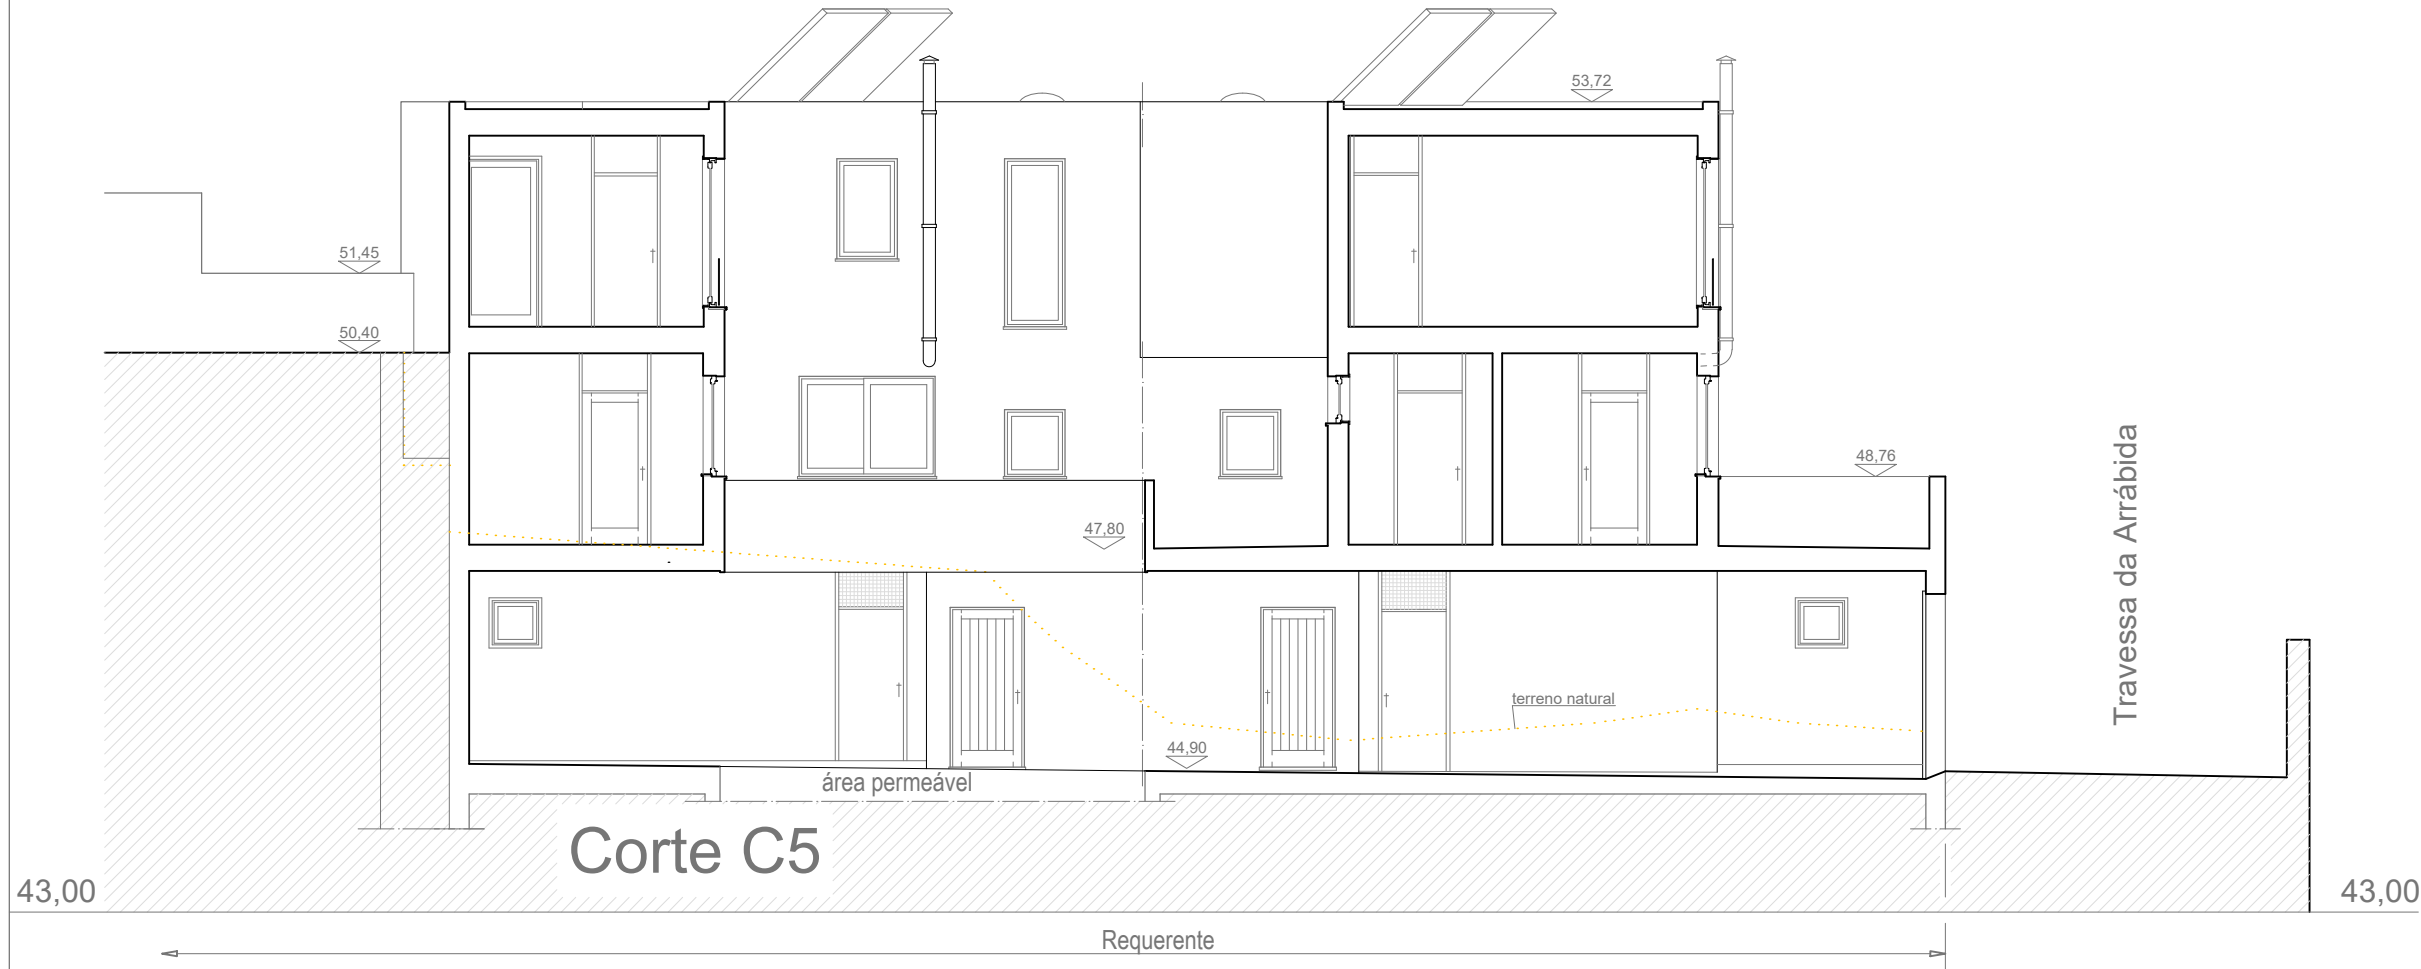 53,72
51,45
50,40
48,76
47,80
Travessa da Arrábida
terreno natural
44,90
área permeável
Corte C5
43,00
43,00
Requerente